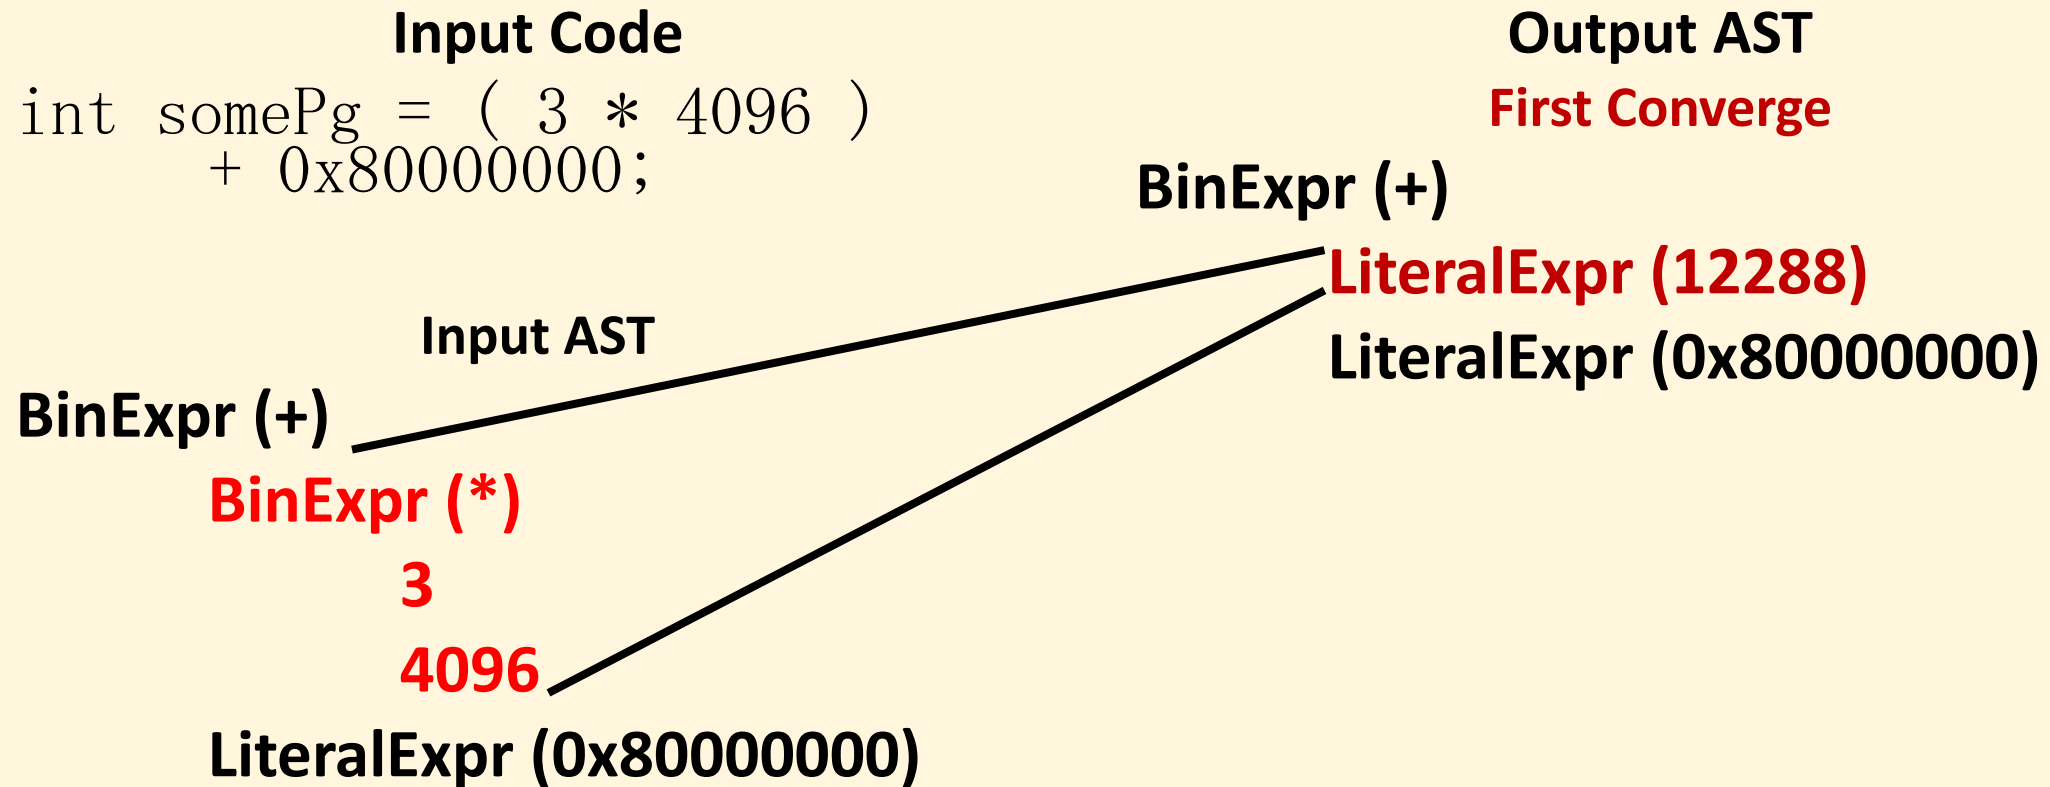 Input Code
int somePg = ( 3 * 4096 )
+ 0x80000000;
Input AST
BinExpr (+)
BinExpr (*)
3
4096
LiteralExpr (0x80000000)
Output AST
First Converge
BinExpr (+)
LiteralExpr (12288)
LiteralExpr (0x80000000)